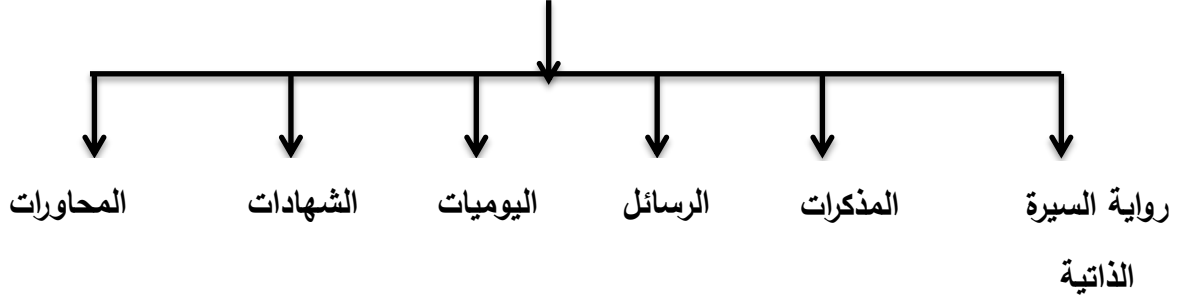 رواية السيرة الذاتية
المذكرات
الرسائل
اليوميات
الشهادات
المحاورات